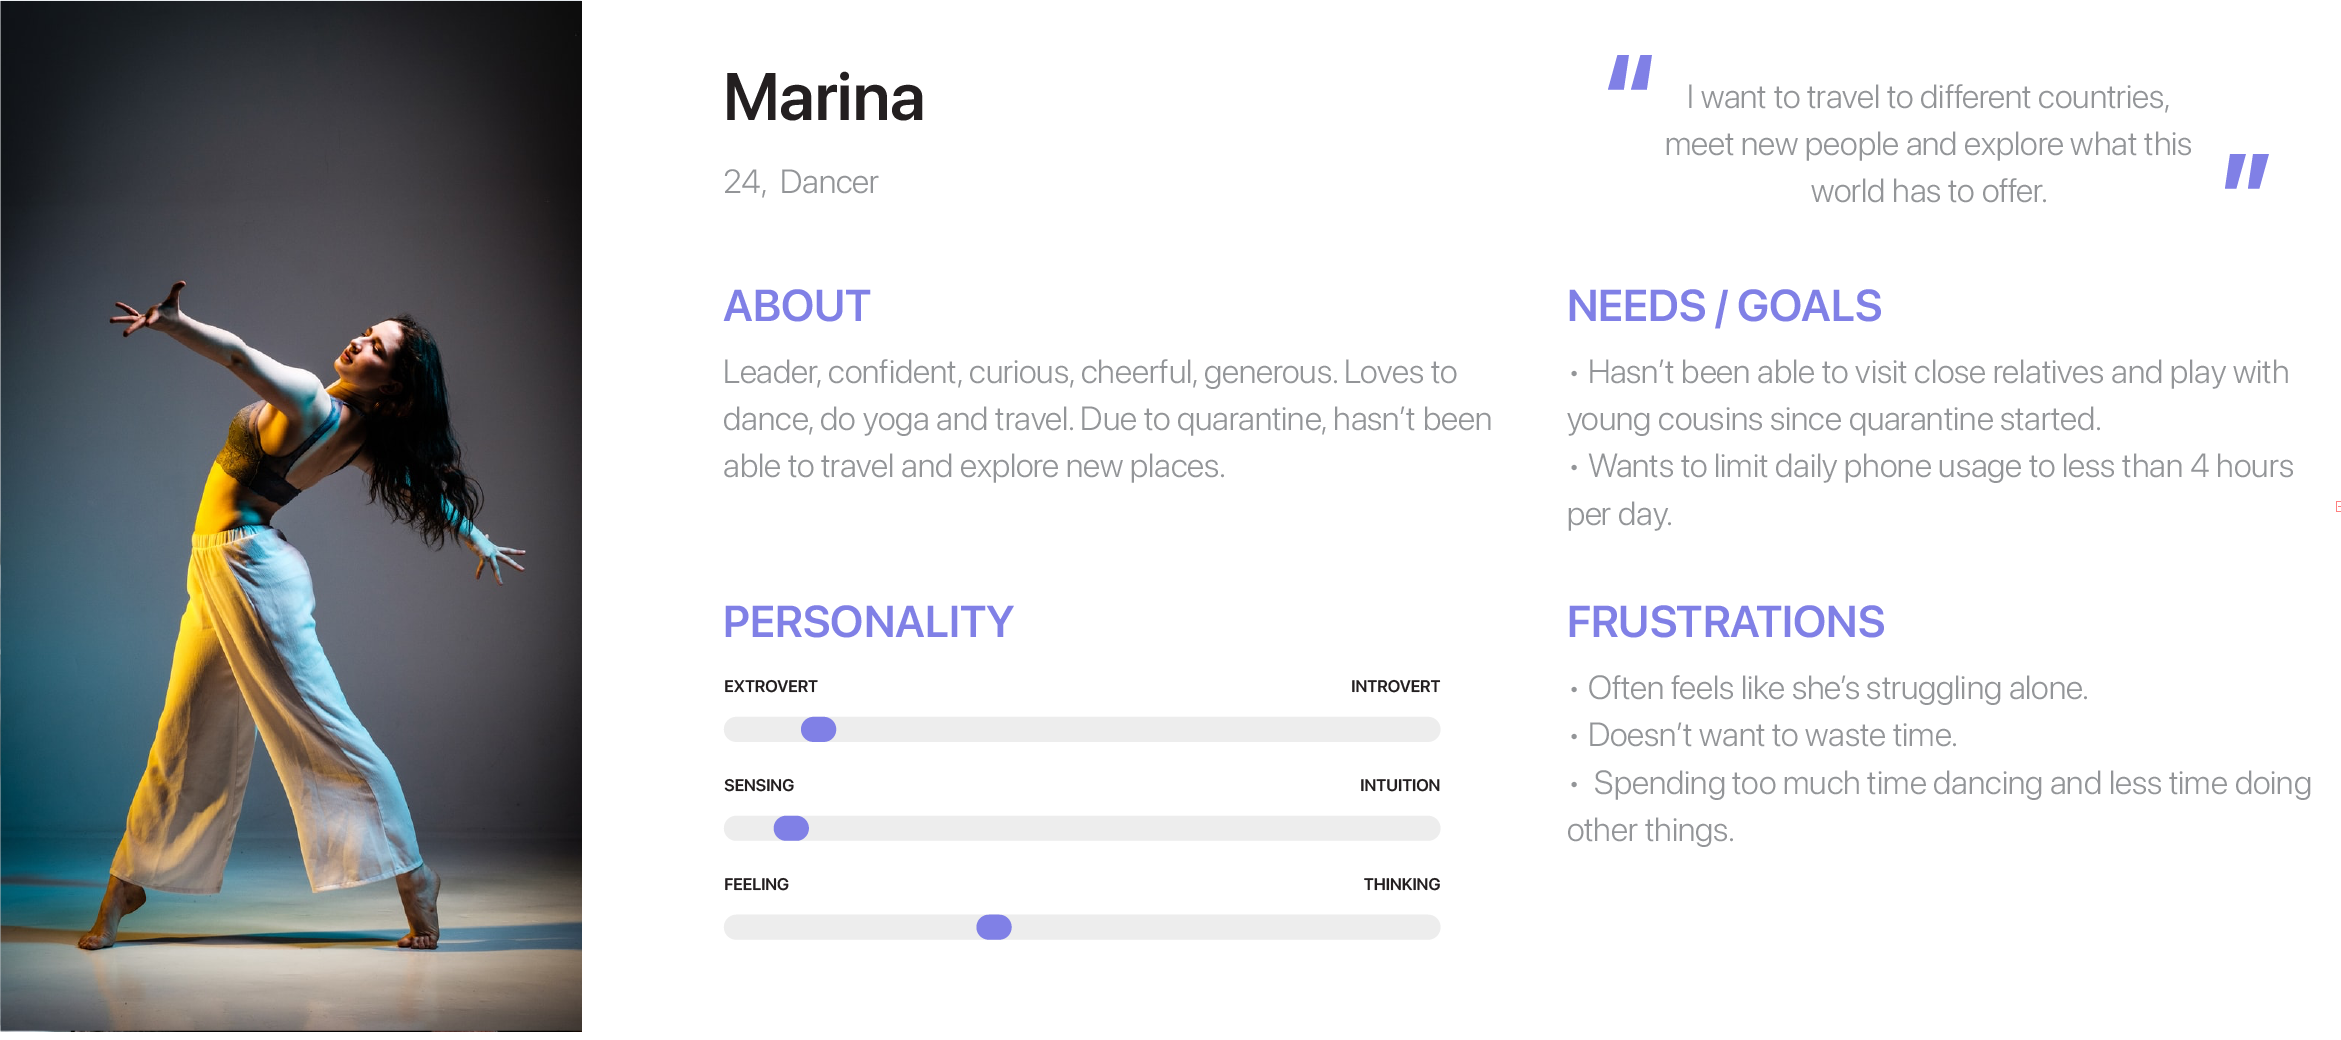 Marina
24, Dancer
" I want to travel to different countries,
meet new people and explore what this
world has to offer. "
ABOUT
Leader, confident, curious, cheerful, generous. Loves to
dance, do yoga and travel. Due to quarantine, hasn't been
able to travel and explore new places.
NEEDS / GOALS
• Hasn't been able to visit close relatives and play with
young cousins since quarantine started.
• Wants to limit daily phone usage to less than 4 hours
per day.
PERSONALITY
EXTROVERT INTROVERT
SENSING INTUITION
FEELING THINKING
FRUSTRATIONS
• Often feels like she's struggling alone.
• Doesn't want to waste time.
• Spending too much time dancing and less time doing
other things.